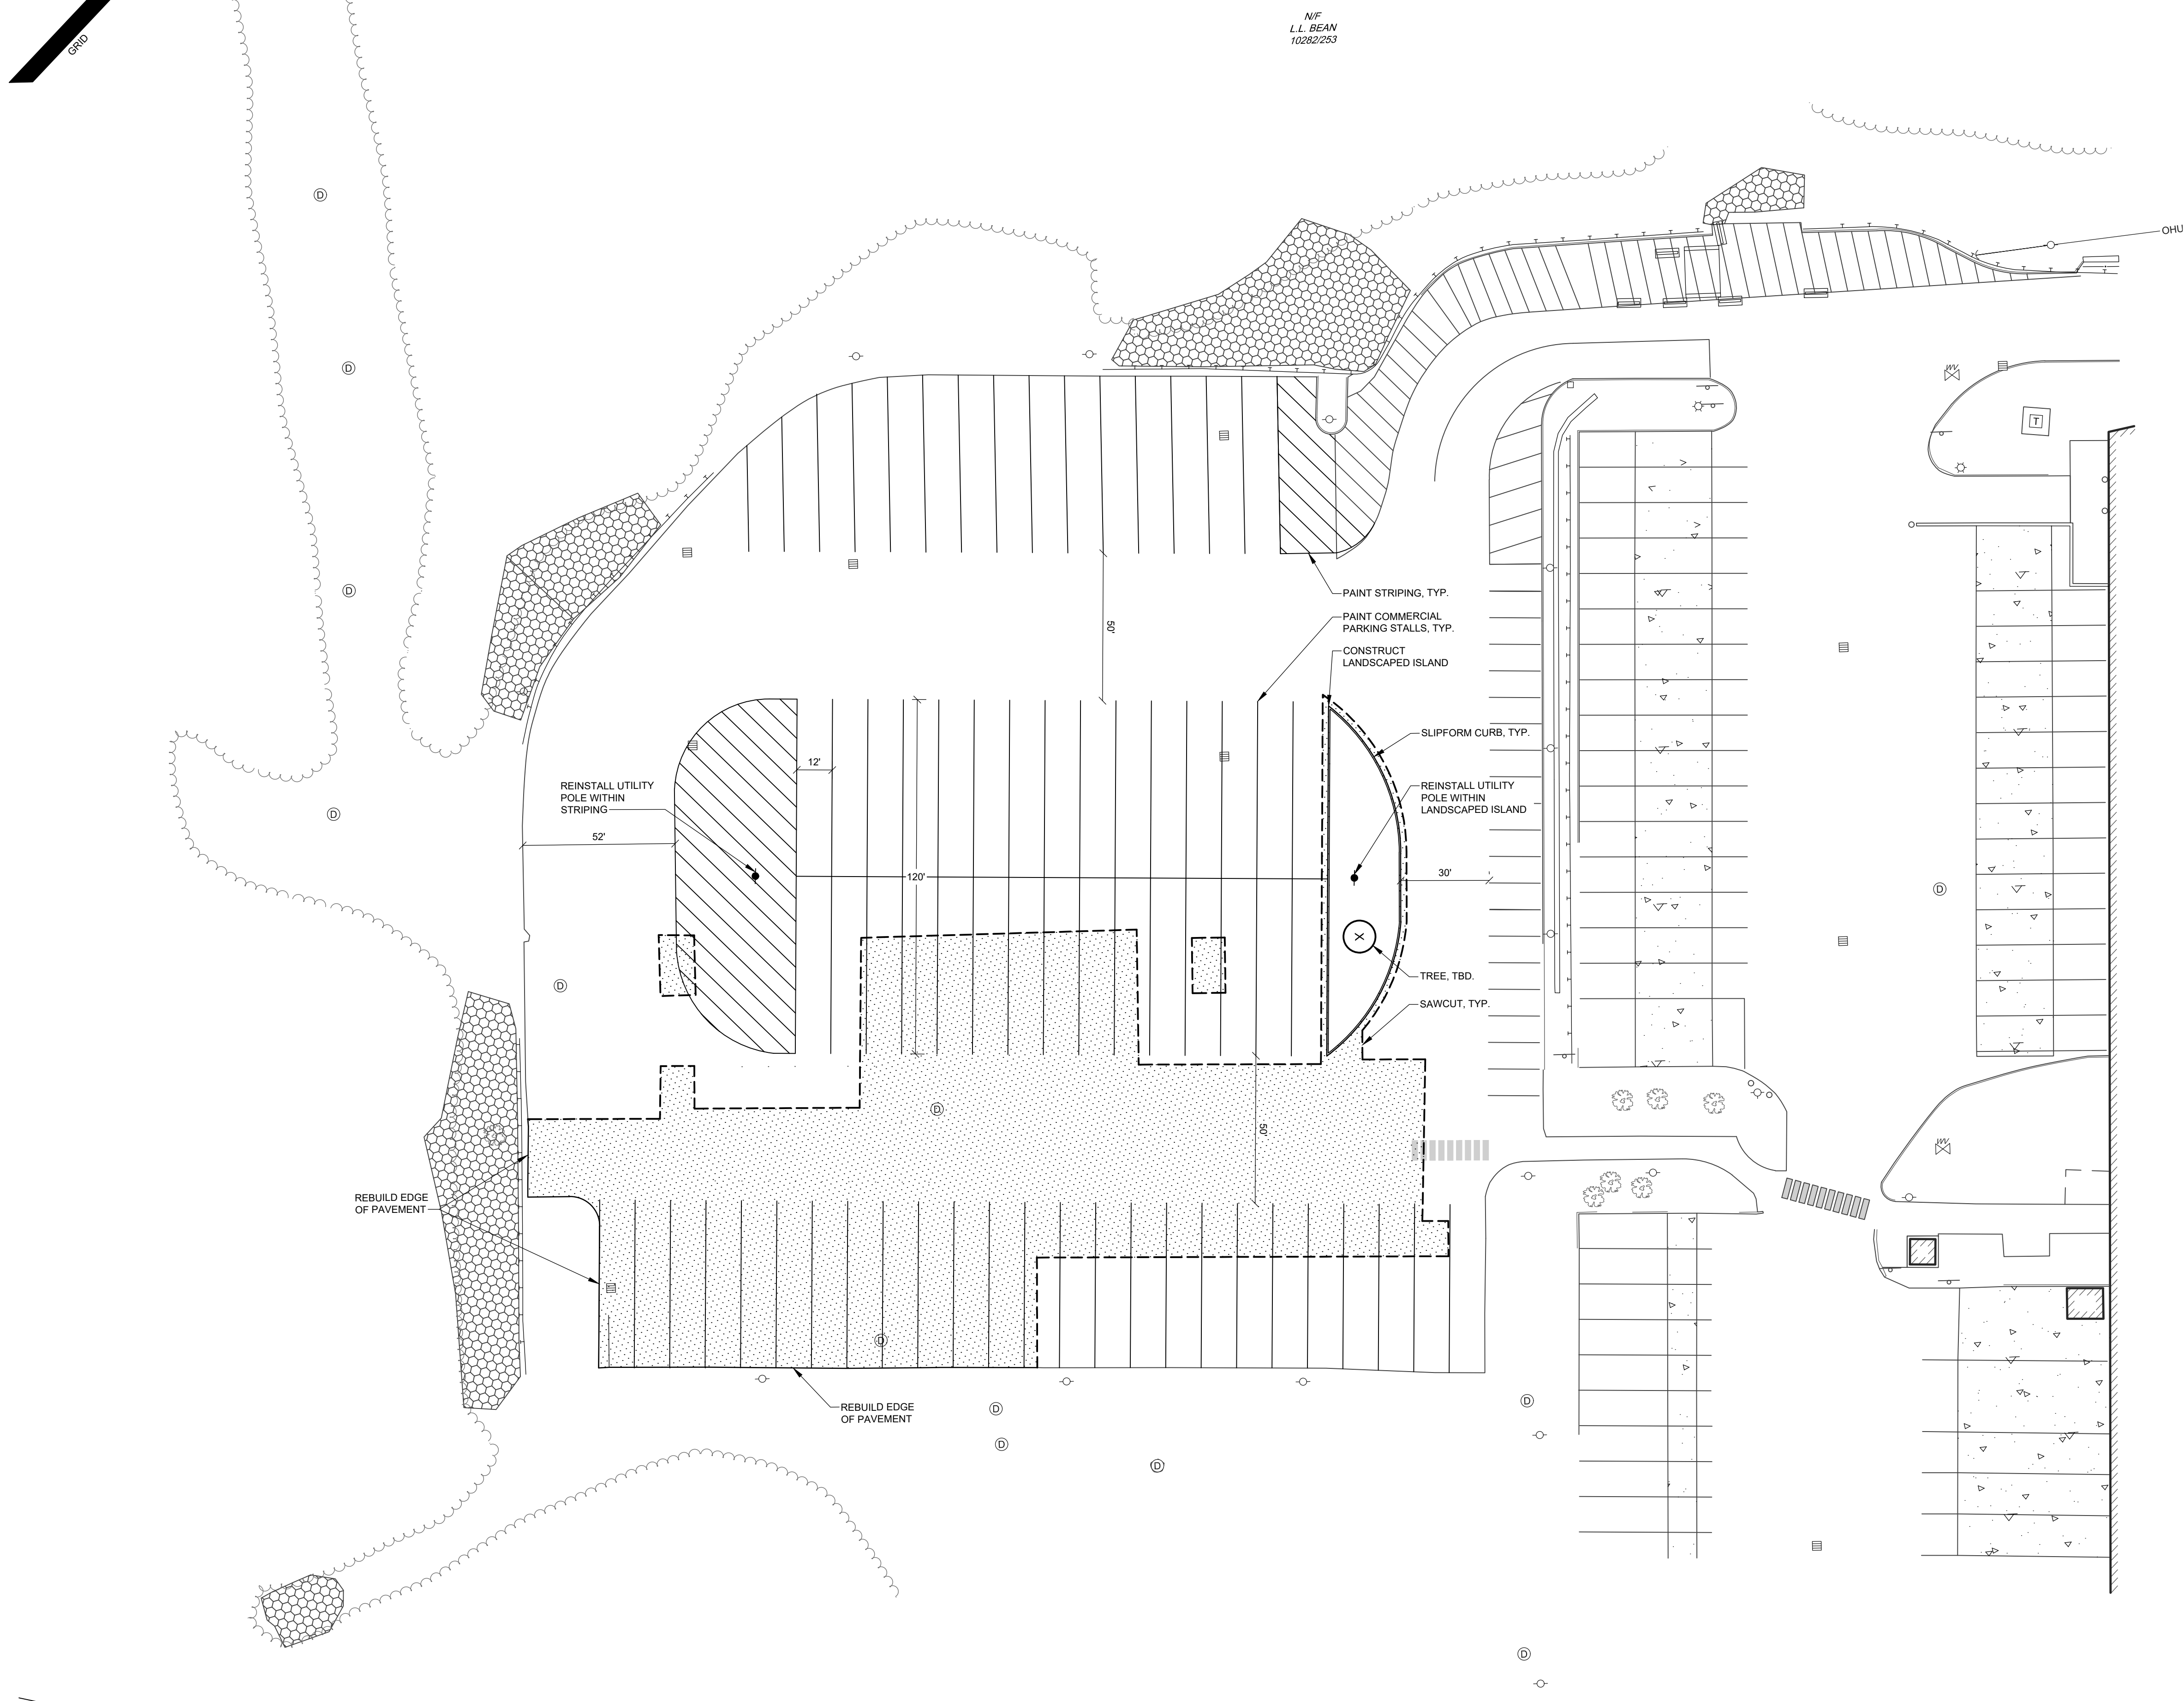 GRID
N/F
L.L. BEAN
10282/253
D
OHU
D
WV
T
D
PAINT STRIPING, TYP.
PAINT COMMERCIAL
PARKING STALLS, TYP.
50'
CONSTRUCT
LANDSCAPED ISLAND
SLIPFORM CURB, TYP.
12'
REINSTALL UTILITY
POLE WITHIN
STRIPING
REINSTALL UTILITY
POLE WITHIN
LANDSCAPED ISLAND
D
52'
120'
30'
D
X
TREE, TBD.
D
SAWCUT, TYP.
D
50'
WV
REBUILD EDGE
OF PAVEMENT
D
REBUILD EDGE
OF PAVEMENT
D
D
D
D
D